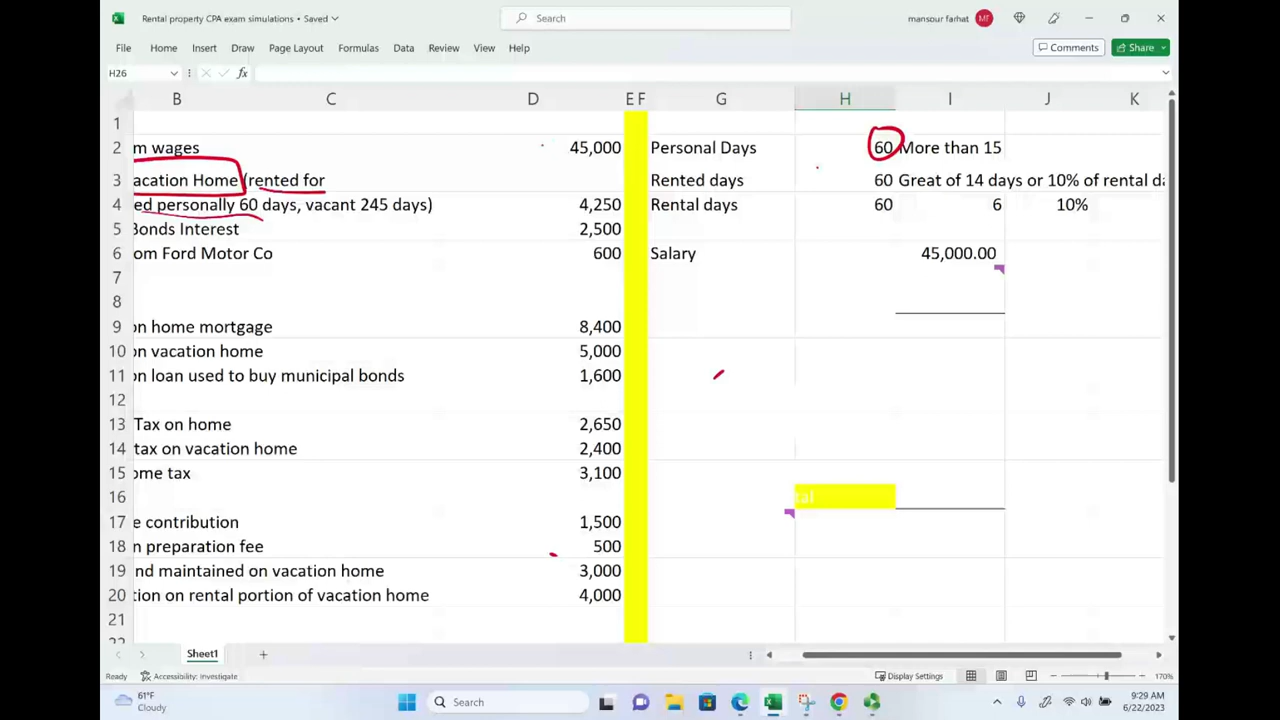 Rental property CPA exam simulations • Saved
Search
mansour farhat
MF
File Home Insert Draw Page Layout Formulas Data Review View Help
Comments
Share
H26
fx
B C D E F G H I J K
1
2 m wages 45,000 Personal Days 60 More than 15
3 acation Home (rented for Rented days 60 Great of 14 days or 10% of rental da
4 ed personally 60 days, vacant 245 days) 4,250 Rental days 60 6 10%
5 Bonds Interest 2,500
6 om Ford Motor Co 600 Salary 45,000.00
7
8
9 on home mortgage 8,400
10 on vacation home 5,000
11 on loan used to buy municipal bonds 1,600
12
13 Tax on home 2,650
14 tax on vacation home 2,400
15 ome tax 3,100
16 tal
17 e contribution 1,500
18 n preparation fee 500
19 nd maintained on vacation home 3,000
20 tion on rental portion of vacation home 4,000
21
22
Sheet1
Ready
Accessibility: Investigate
Display Settings
170%
61°F
Cloudy
Search
9:29 AM
6/22/2023